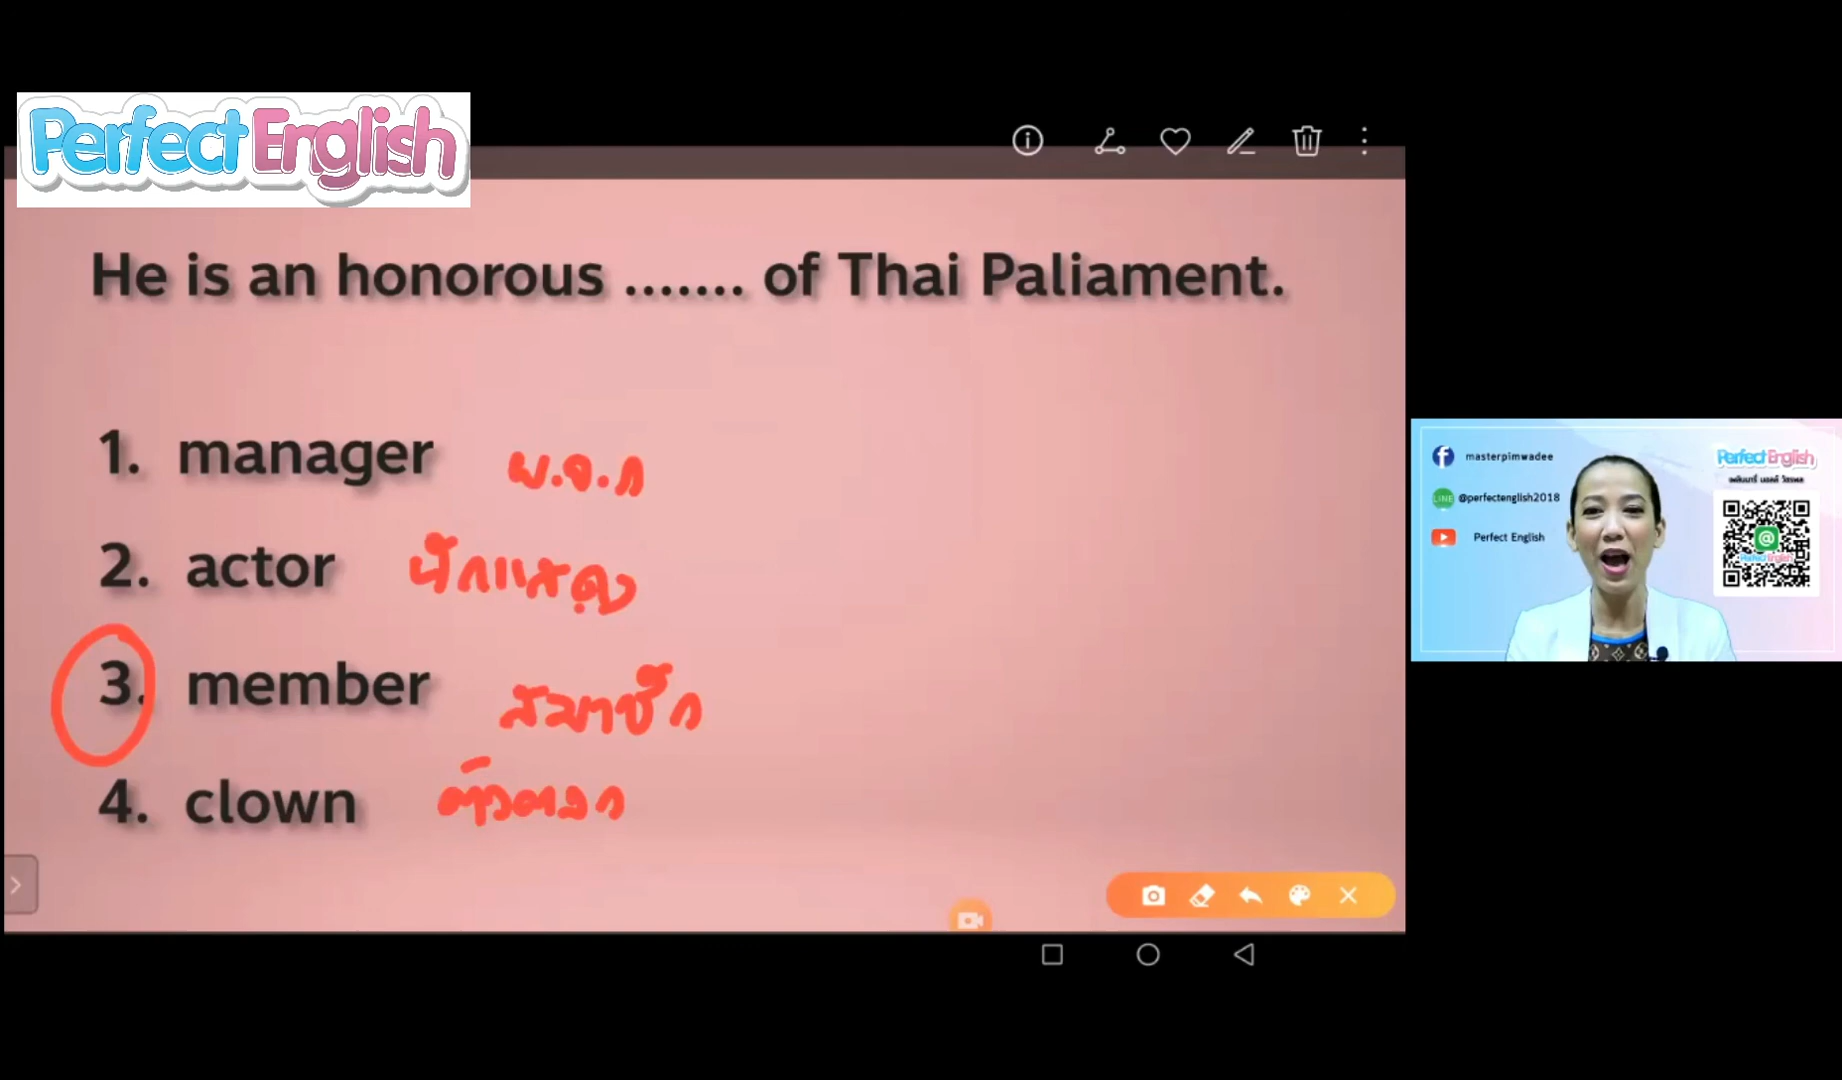 Perfect English
He is an honorous ....... of Thai Paliament.
1. manager ผ.จ.ก
2. actor นักแสดง
3. member สมาชิก
4. clown ตัวตลก
masterpimwadee
@perfectenglish2018
Perfect English
Perfect English